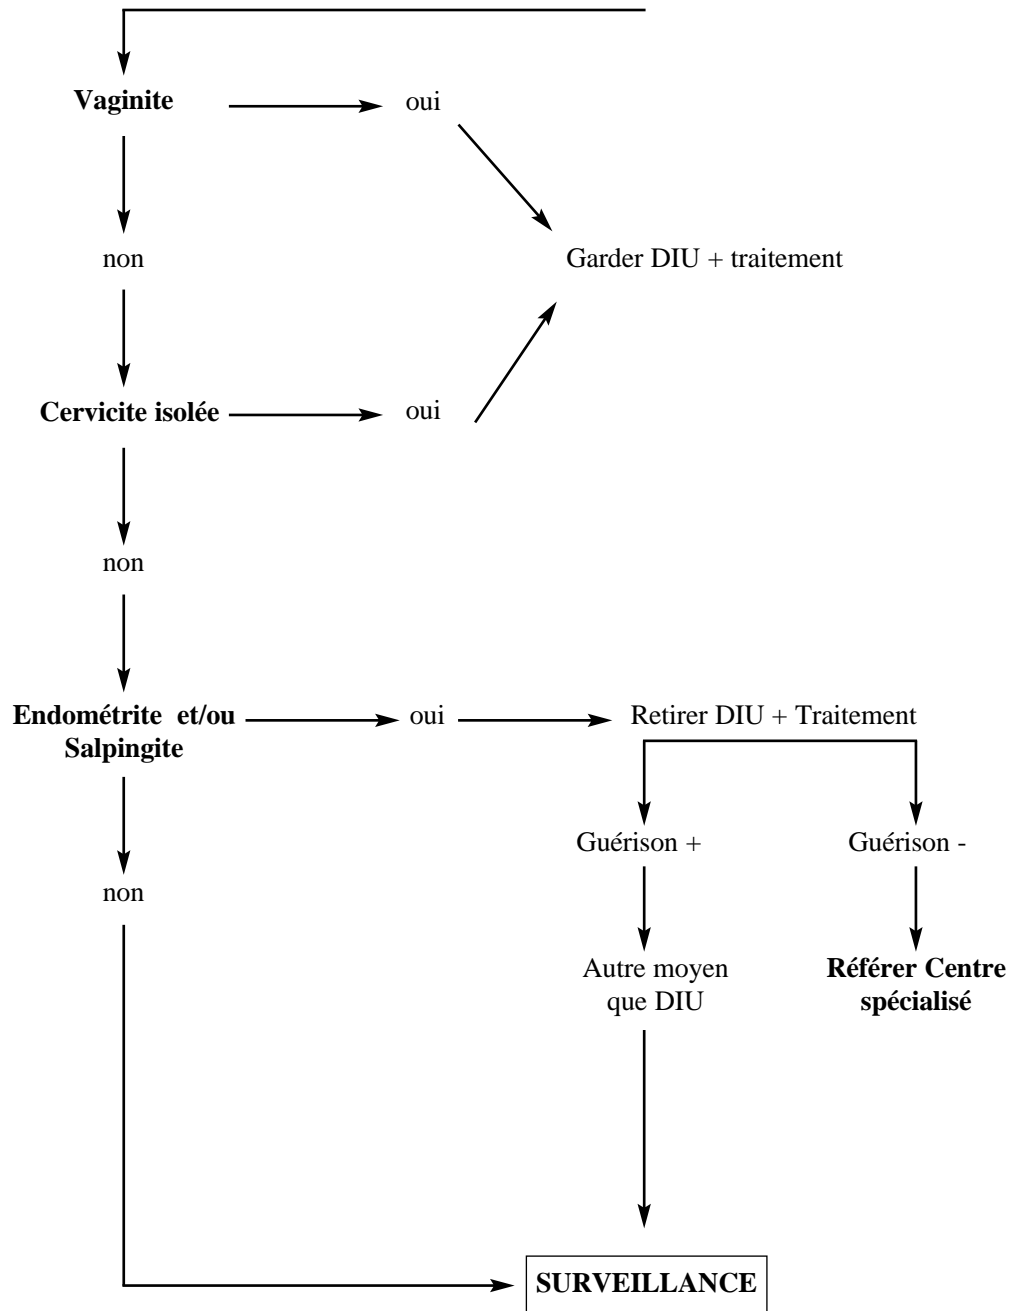 Vaginite
oui
non
Garder DIU + traitement
Cervicite isolée
oui
non
Endométrite et/ou
Salpingite
oui
Retirer DIU + Traitement
Guérison +
Guérison -
non
Autre moyen
que DIU
Référer Centre
spécialisé
SURVEILLANCE